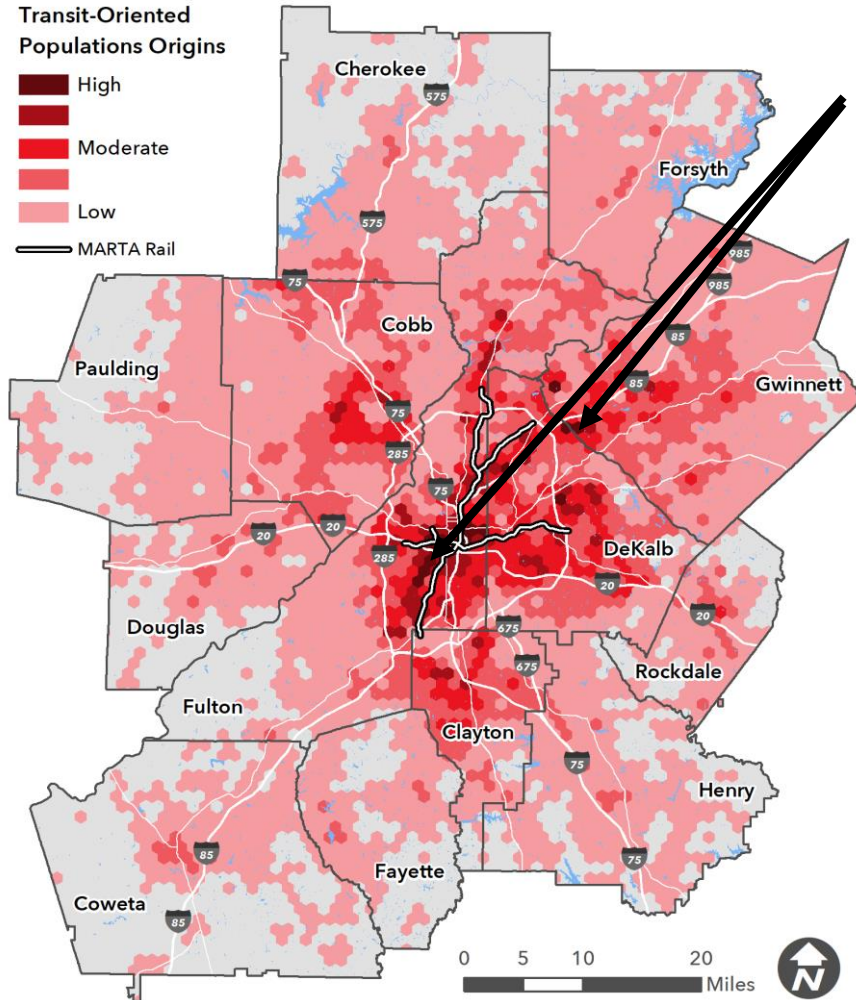 Transit-Oriented
Populations Origins
High
Moderate
Low
MARTA Rail
Cherokee
575
Forsyth
575
985
75
985
Cobb
85
Paulding
85
Gwinnett
75
285
75
20
20
285
DeKalb
20
20
Douglas
675
675
Rockdale
Fulton
Clayton
75
Henry
85
75
Fayette
Coweta
85
0 5 10 20
Miles
N